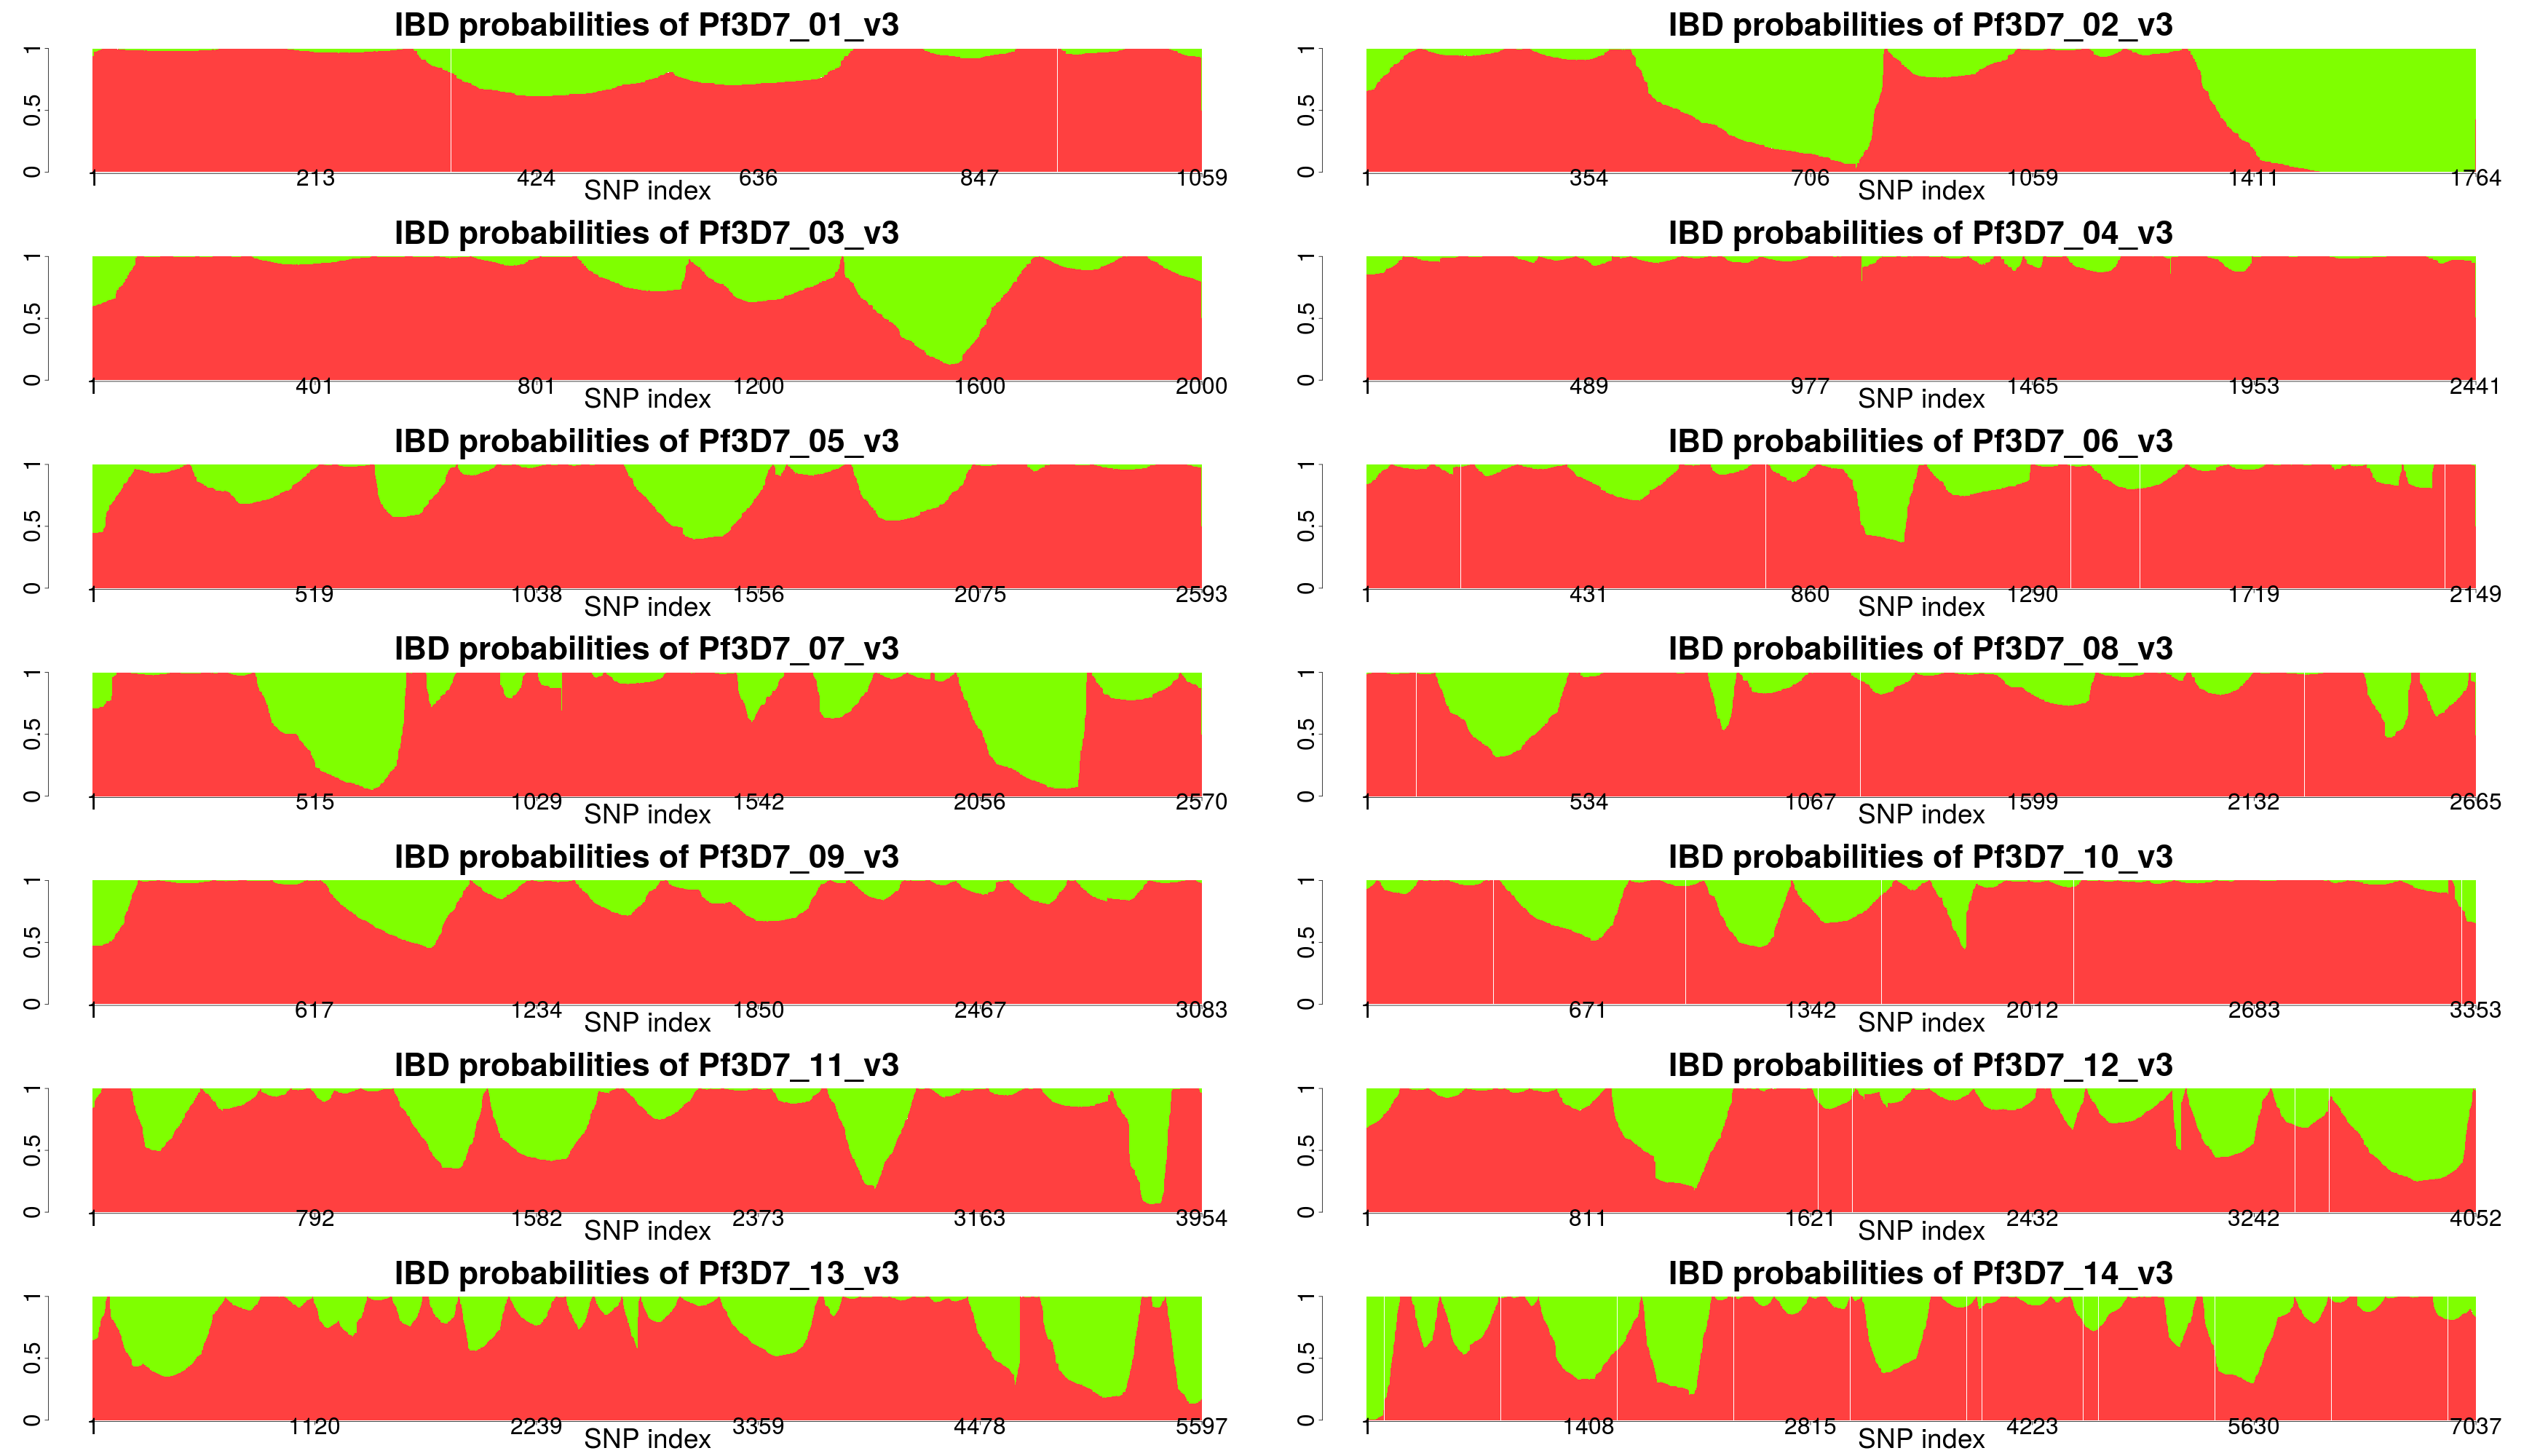 IBD probabilities of Pf3D7_01_v3
0 0.5 1
1 213 424 636 847 1059
SNP index
IBD probabilities of Pf3D7_02_v3
0 0.5 1
1 354 706 1059 1411 1764
SNP index
IBD probabilities of Pf3D7_03_v3
0 0.5 1
1 401 801 1200 1600 2000
SNP index
IBD probabilities of Pf3D7_04_v3
0 0.5 1
1 489 977 1465 1953 2441
SNP index
IBD probabilities of Pf3D7_05_v3
0 0.5 1
1 519 1038 1556 2075 2593
SNP index
IBD probabilities of Pf3D7_06_v3
0 0.5 1
1 431 860 1290 1719 2149
SNP index
IBD probabilities of Pf3D7_07_v3
0 0.5 1
1 515 1029 1542 2056 2570
SNP index
IBD probabilities of Pf3D7_08_v3
0 0.5 1
1 534 1067 1599 2132 2665
SNP index
IBD probabilities of Pf3D7_09_v3
0 0.5 1
1 617 1234 1850 2467 3083
SNP index
IBD probabilities of Pf3D7_10_v3
0 0.5 1
1 671 1342 2012 2683 3353
SNP index
IBD probabilities of Pf3D7_11_v3
0 0.5 1
1 792 1582 2373 3163 3954
SNP index
IBD probabilities of Pf3D7_12_v3
0 0.5 1
1 811 1621 2432 3242 4052
SNP index
IBD probabilities of Pf3D7_13_v3
0 0.5 1
1 1120 2239 3359 4478 5597
SNP index
IBD probabilities of Pf3D7_14_v3
0 0.5 1
1 1408 2815 4223 5630 7037
SNP index